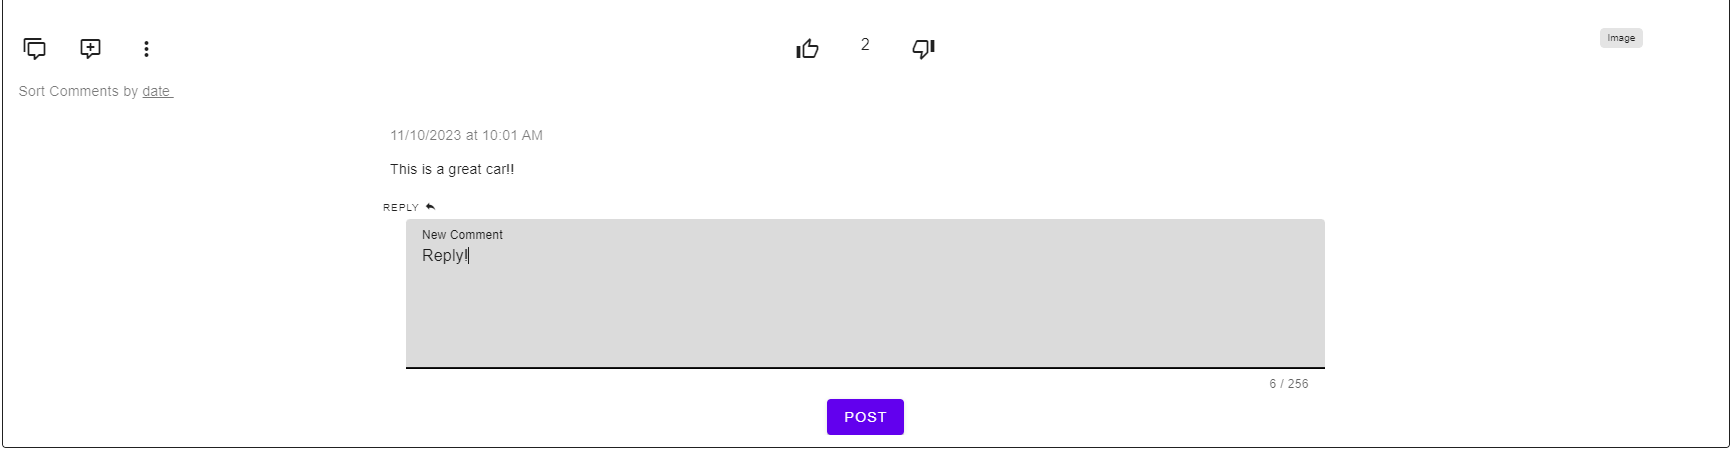 2
Image
Sort Comments by date
11/10/2023 at 10:01 AM
This is a great car!!
REPLY
New Comment
Reply!
6 / 256
POST